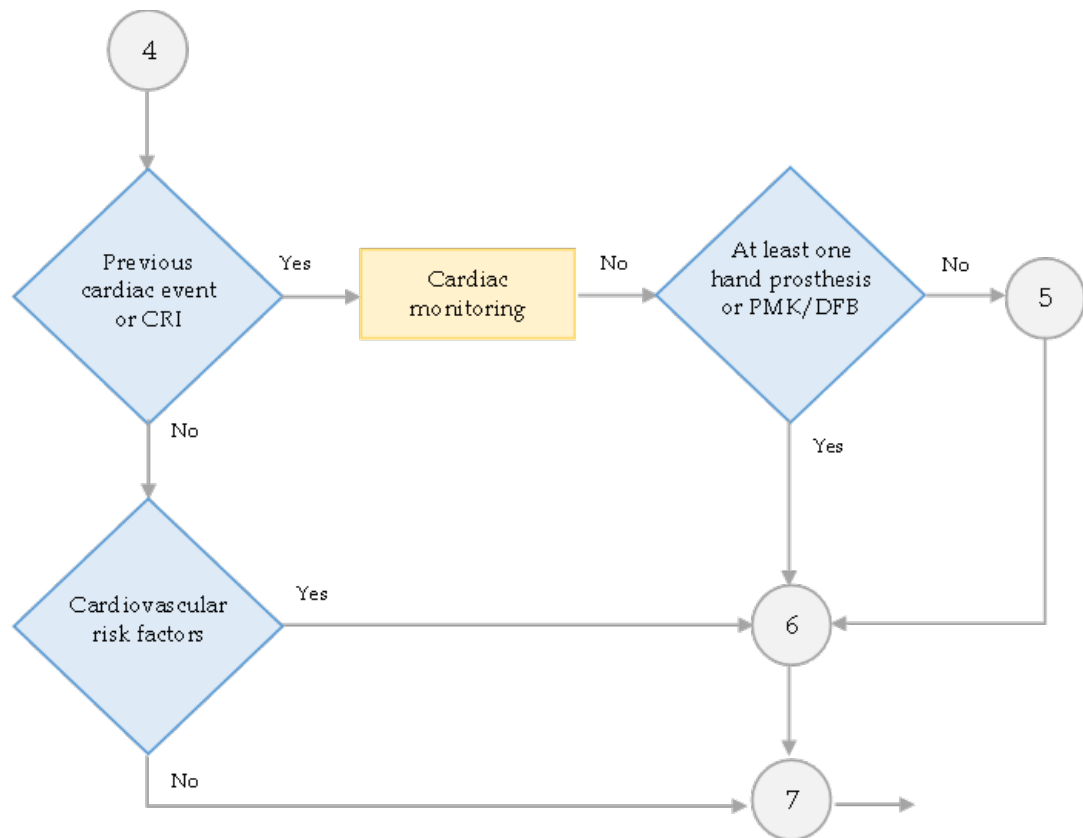 4
Previous
cardiac event
or CRI
Yes
Cardiac
monitoring
No
At least one
hand prosthesis
or PMK/DFB
No
5
No
Yes
Cardiovascular
risk factors
Yes
6
No
7